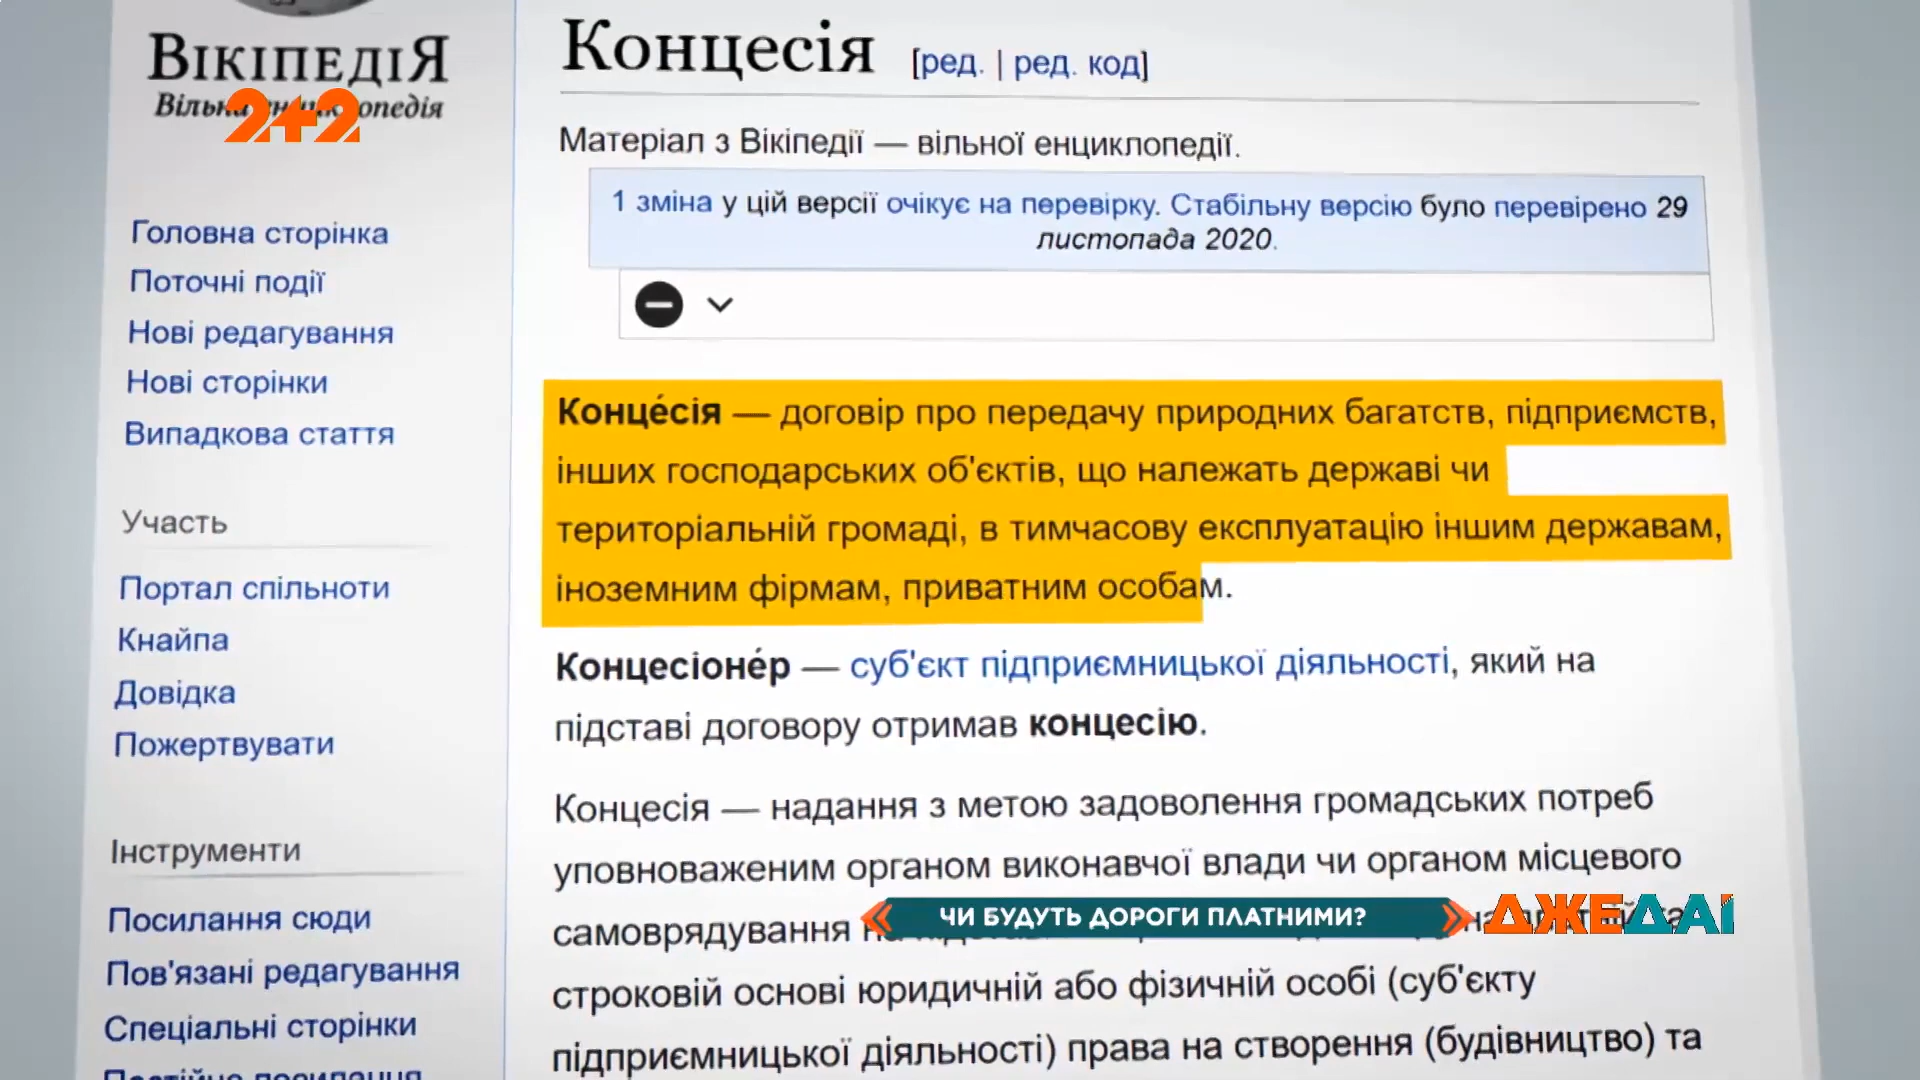 ВІКІПЕДІЯ
2+2
Головна сторінка
Поточні події
Нові редагування
Нові сторінки
Випадкова стаття
Участь
Портал спільноти
Кнайпа
Довідка
Пожертвувати
Інструменти
Посилання сюди
Пов'язані редагування
Спеціальні сторінки
Концесія [ред. | ред. код]
Матеріал з Вікіпедії — вільної енциклопедії.
1 зміна у цій версії очікує на перевірку. Стабільну версію було перевірено 29
листопада 2020.
Конце́сія — договір про передачу природних багатств, підприємств,
інших господарських об'єктів, що належать державі чи
територіальній громаді, в тимчасову експлуатацію іншим державам,
іноземним фірмам, приватним особам.
Концесіоне́р — суб'єкт підприємницької діяльності, який на
підставі договору отримав концесію.
Концесія — надання з метою задоволення громадських потреб
уповноваженим органом виконавчої влади чи органом місцевого
самоврядування
строковій основі юридичній або фізичній особі (суб'єкту
підприємницької діяльності) права на створення (будівництво) та
ЧИ БУДУТЬ ДОРОГИ ПЛАТНИМИ?
ДЖЕДАІ